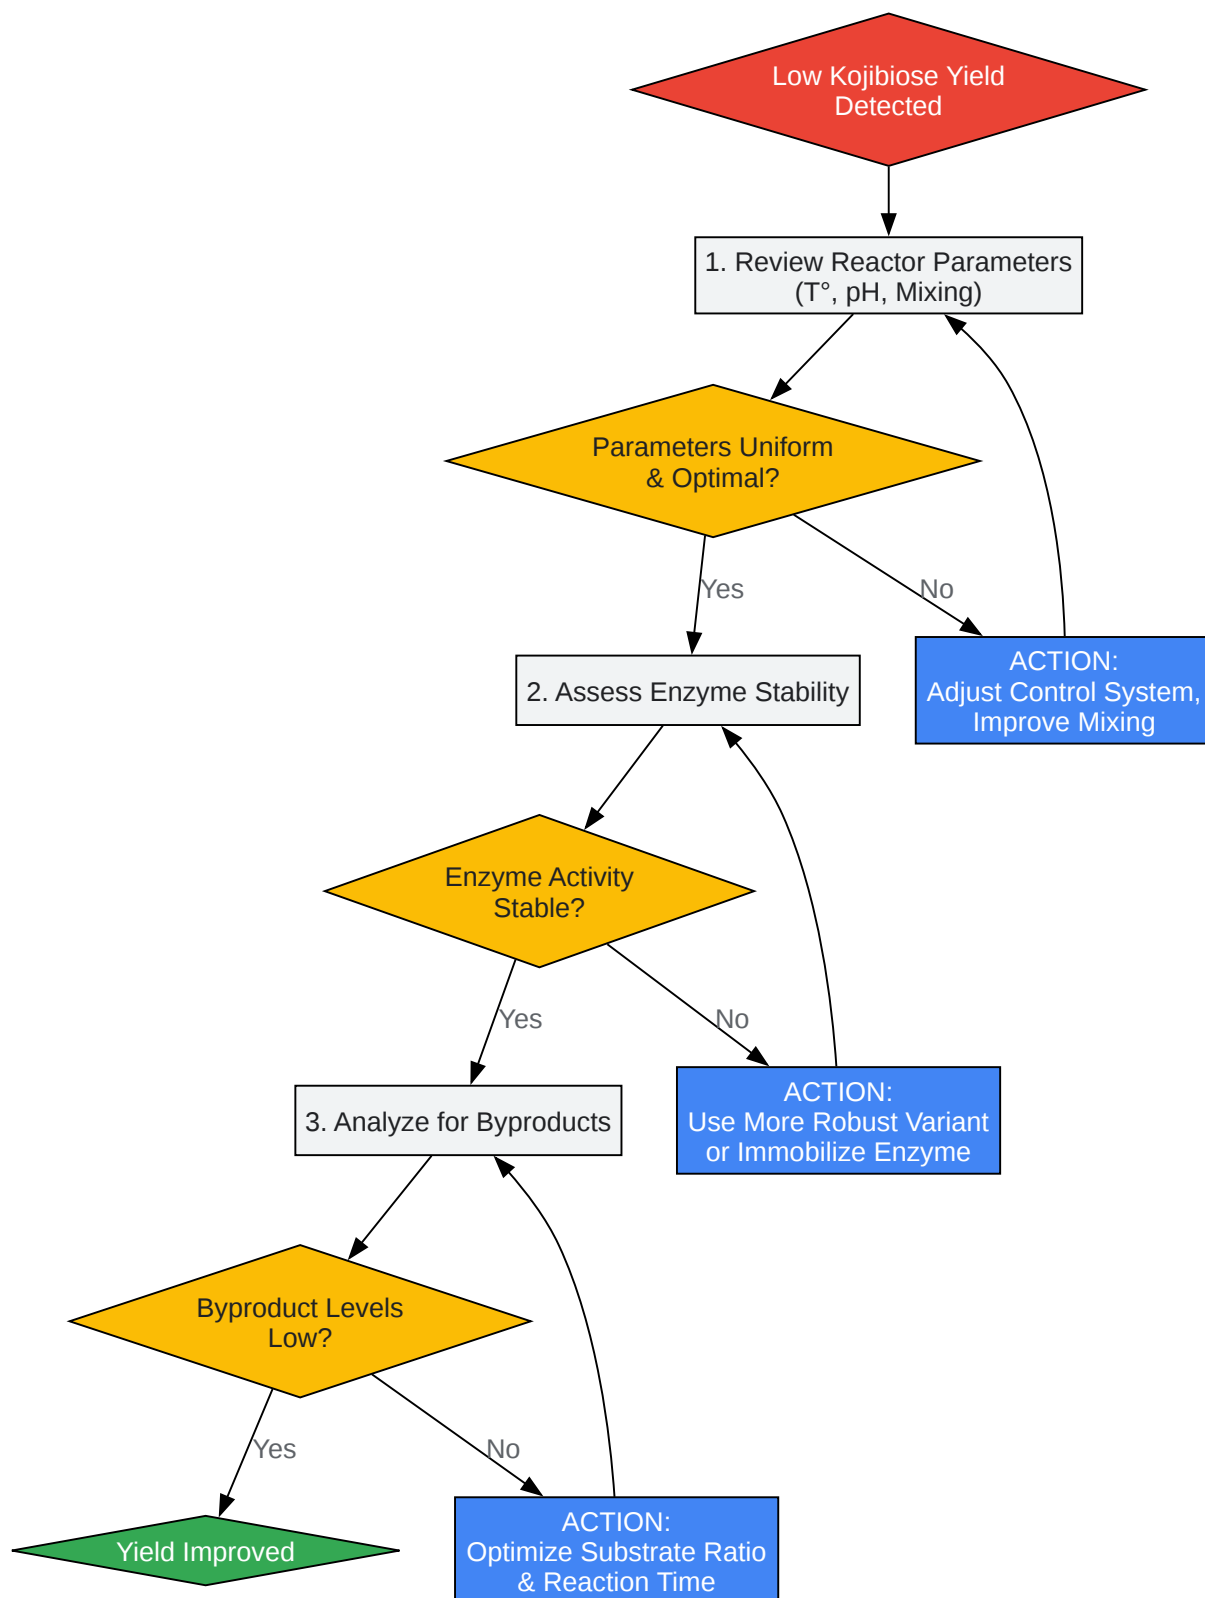 Low Kojibiose Yield
Detected
1. Review Reactor Parameters
(T°, pH, Mixing)
Parameters Uniform
& Optimal?
Yes
No
ACTION:
Adjust Control System,
Improve Mixing
2. Assess Enzyme Stability
Enzyme Activity
Stable?
Yes
No
ACTION:
Use More Robust Variant
or Immobilize Enzyme
3. Analyze for Byproducts
Byproduct Levels
Low?
Yes
No
Yield Improved
ACTION:
Optimize Substrate Ratio
& Reaction Time